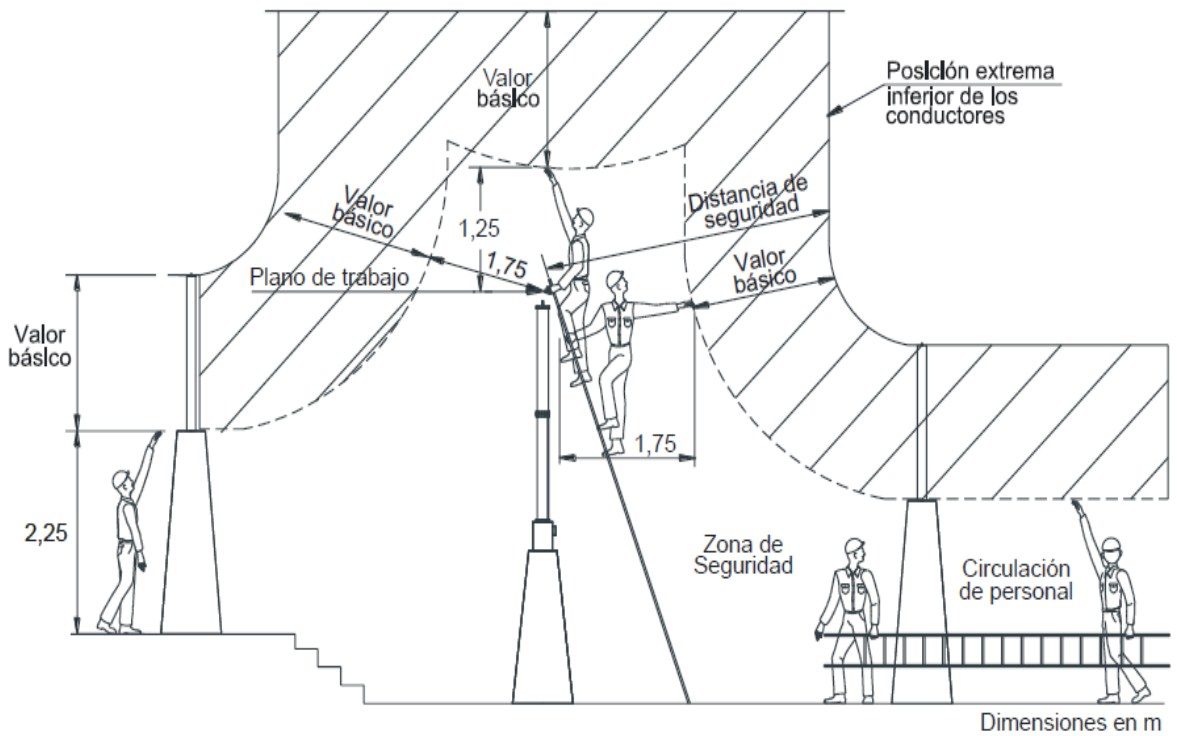 Valor
básico
Posición extrema
inferior de los
conductores
Valor
básico
1,25
Distancia de
seguridad
1,75
Valor
básico
Plano de trabajo
Valor
básico
1,75
2,25
Zona de
Seguridad
Circulación
de personal
Dimensiones en m